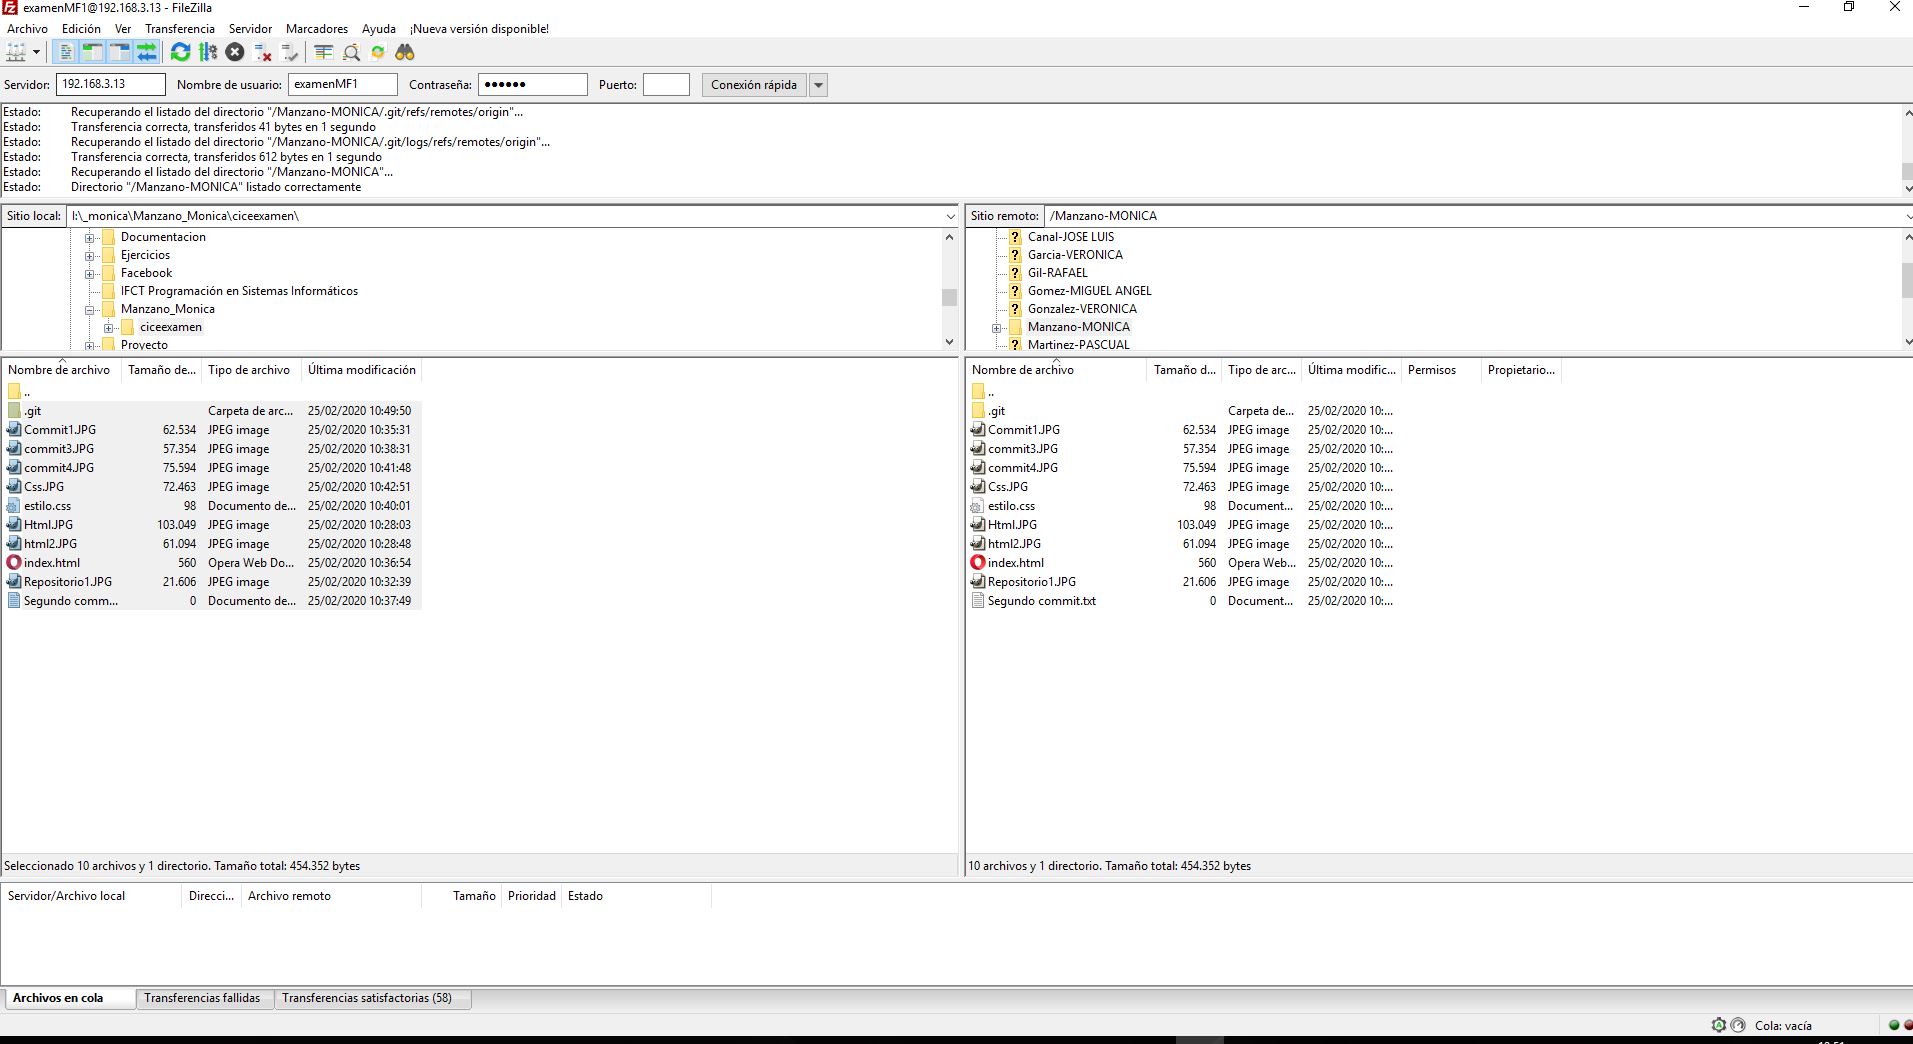 examenMF1@192.168.3.13 - FileZilla
Archivo Edición Ver Transferencia Servidor Marcadores Ayuda ¡Nueva versión disponible!
Servidor: 192.168.3.13 Nombre de usuario: examenMF1 Contraseña: ●●●●●● Puerto: Conexión rápida
Estado: Recuperando el listado del directorio "/Manzano-MONICA/.git/refs/remotes/origin"...
Estado: Transferencia correcta, transferidos 41 bytes en 1 segundo
Estado: Recuperando el listado del directorio "/Manzano-MONICA/.git/logs/refs/remotes/origin"...
Estado: Transferencia correcta, transferidos 612 bytes en 1 segundo
Estado: Recuperando el listado del directorio "/Manzano-MONICA"...
Estado: Directorio "/Manzano-MONICA" listado correctamente
Sitio local: I:\_monica\Manzano_Monica\ciceexamen\
Documentacion
Ejercicios
Facebook
IFCT Programación en Sistemas Informáticos
Manzano_Monica
ciceexamen
Proyecto
Sitio remoto: /Manzano-MONICA
Canal-JOSE LUIS
Garcia-VERONICA
Gil-RAFAEL
Gomez-MIGUEL ANGEL
Gonzalez-VERONICA
Manzano-MONICA
Martinez-PASCUAL
Nombre de archivo Tamaño de... Tipo de archivo Última modificación
..
.git Carpeta de arc... 25/02/2020 10:49:50
Commit1.JPG 62.534 JPEG image 25/02/2020 10:35:31
commit3.JPG 57.354 JPEG image 25/02/2020 10:38:31
commit4.JPG 75.594 JPEG image 25/02/2020 10:41:48
Css.JPG 72.463 JPEG image 25/02/2020 10:42:51
estilo.css 98 Documento de... 25/02/2020 10:40:01
Html.JPG 103.049 JPEG image 25/02/2020 10:28:03
html2.JPG 61.094 JPEG image 25/02/2020 10:28:48
index.html 560 Opera Web Do... 25/02/2020 10:36:54
Repositorio1.JPG 21.606 JPEG image 25/02/2020 10:32:39
Segundo comm... 0 Documento de... 25/02/2020 10:37:49
Seleccionado 10 archivos y 1 directorio. Tamaño total: 454.352 bytes
Nombre de archivo Tamaño d... Tipo de arc... Última modific... Permisos Propietario...
..
.git Carpeta de... 25/02/2020 10:...
Commit1.JPG 62.534 JPEG image 25/02/2020 10:...
commit3.JPG 57.354 JPEG image 25/02/2020 10:...
commit4.JPG 75.594 JPEG image 25/02/2020 10:...
Css.JPG 72.463 JPEG image 25/02/2020 10:...
estilo.css 98 Document... 25/02/2020 10:...
Html.JPG 103.049 JPEG image 25/02/2020 10:...
html2.JPG 61.094 JPEG image 25/02/2020 10:...
index.html 560 Opera Web... 25/02/2020 10:...
Repositorio1.JPG 21.606 JPEG image 25/02/2020 10:...
Segundo commit.txt 0 Document... 25/02/2020 10:...
10 archivos y 1 directorio. Tamaño total: 454.352 bytes
Servidor/Archivo local Direcci... Archivo remoto Tamaño Prioridad Estado
Archivos en cola Transferencias fallidas Transferencias satisfactorias (58)
Cola: vacía